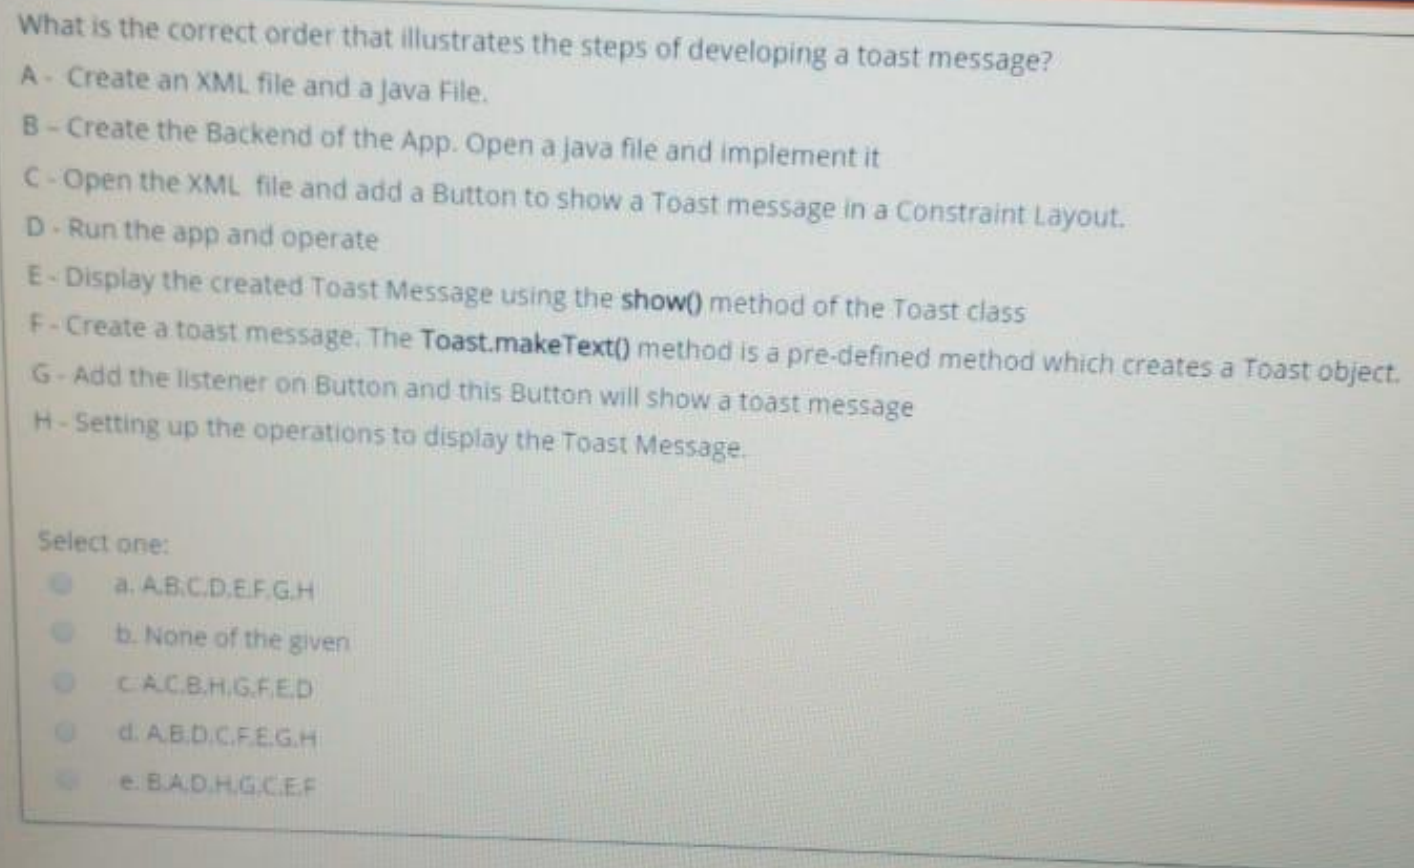 What is the correct order that illustrates the steps of developing a toast message?
A - Create an XML file and a Java File.
B - Create the Backend of the App. Open a java file and implement it
C - Open the XML file and add a Button to show a Toast message in a Constraint Layout.
D - Run the app and operate
E - Display the created Toast Message using the show() method of the Toast class
F - Create a toast message. The Toast.makeText() method is a pre-defined method which creates a Toast object.
G - Add the listener on Button and this Button will show a toast message
H - Setting up the operations to display the Toast Message.
Select one:
a. A.B.C.D.E.F.G.H
b. None of the given
c. A.C.B.H.G.F.E.D
d. A.B.D.C.F.E.G.H
e. B.A.D.H.G.C.E.F